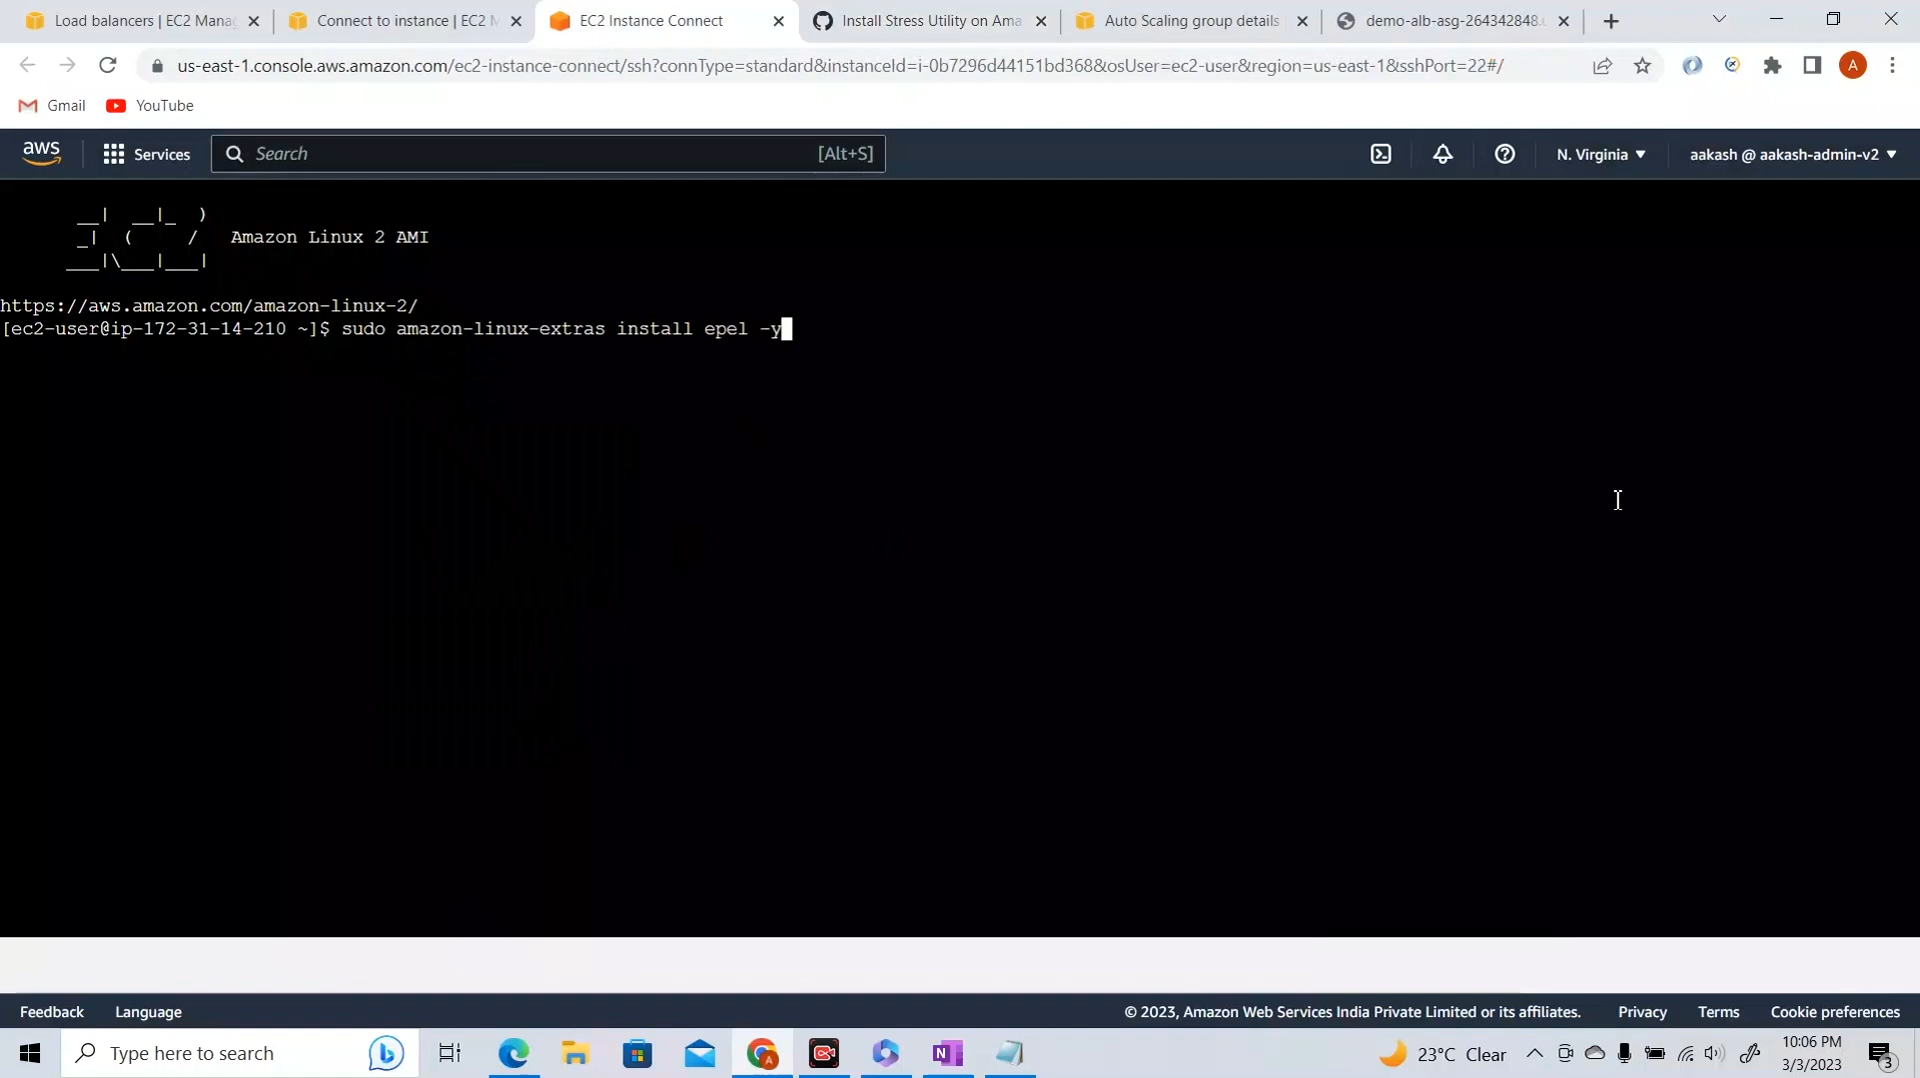 Load balancers | EC2 Manag
Connect to instance | EC2 M
EC2 Instance Connect
Install Stress Utility on Ama
Auto Scaling group details
demo-alb-asg-264342848.u
us-east-1.console.aws.amazon.com/ec2-instance-connect/ssh?connType=standard&instanceId=i-0b7296d44151bd368&osUser=ec2-user&region=us-east-1&sshPort=22#/
A
Gmail
YouTube
aws
Services
Search
[Alt+S]
N. Virginia
aakash @ aakash-admin-v2
__|  __|_  )
_|  (     /   Amazon Linux 2 AMI
___|\___|___|
https://aws.amazon.com/amazon-linux-2/
[ec2-user@ip-172-31-14-210 ~]$ sudo amazon-linux-extras install epel -y
Feedback
Language
© 2023, Amazon Web Services India Private Limited or its affiliates.
Privacy
Terms
Cookie preferences
Type here to search
23°C Clear
10:06 PM
3/3/2023
3